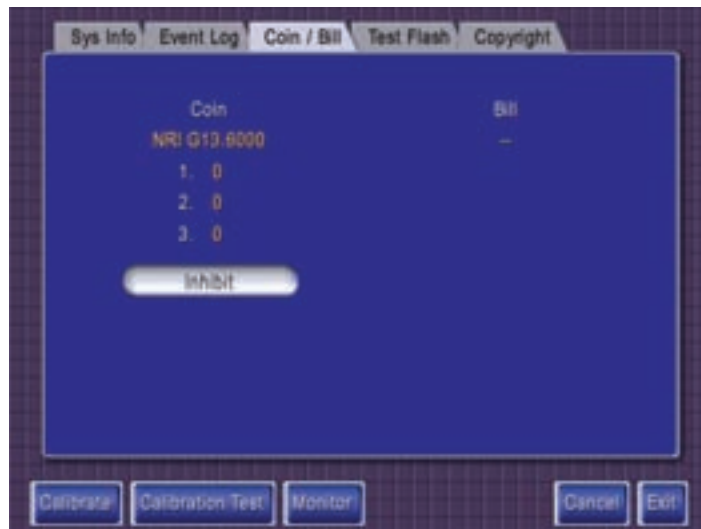 Sys Info Event Log Coin / Bill Test Flash Copyright
Coin Bill
NRI G13.6000 --
1. 0
2. 0
3. 0
Inhibit
Calibrate Calibration Test Monitor Cancel Exit